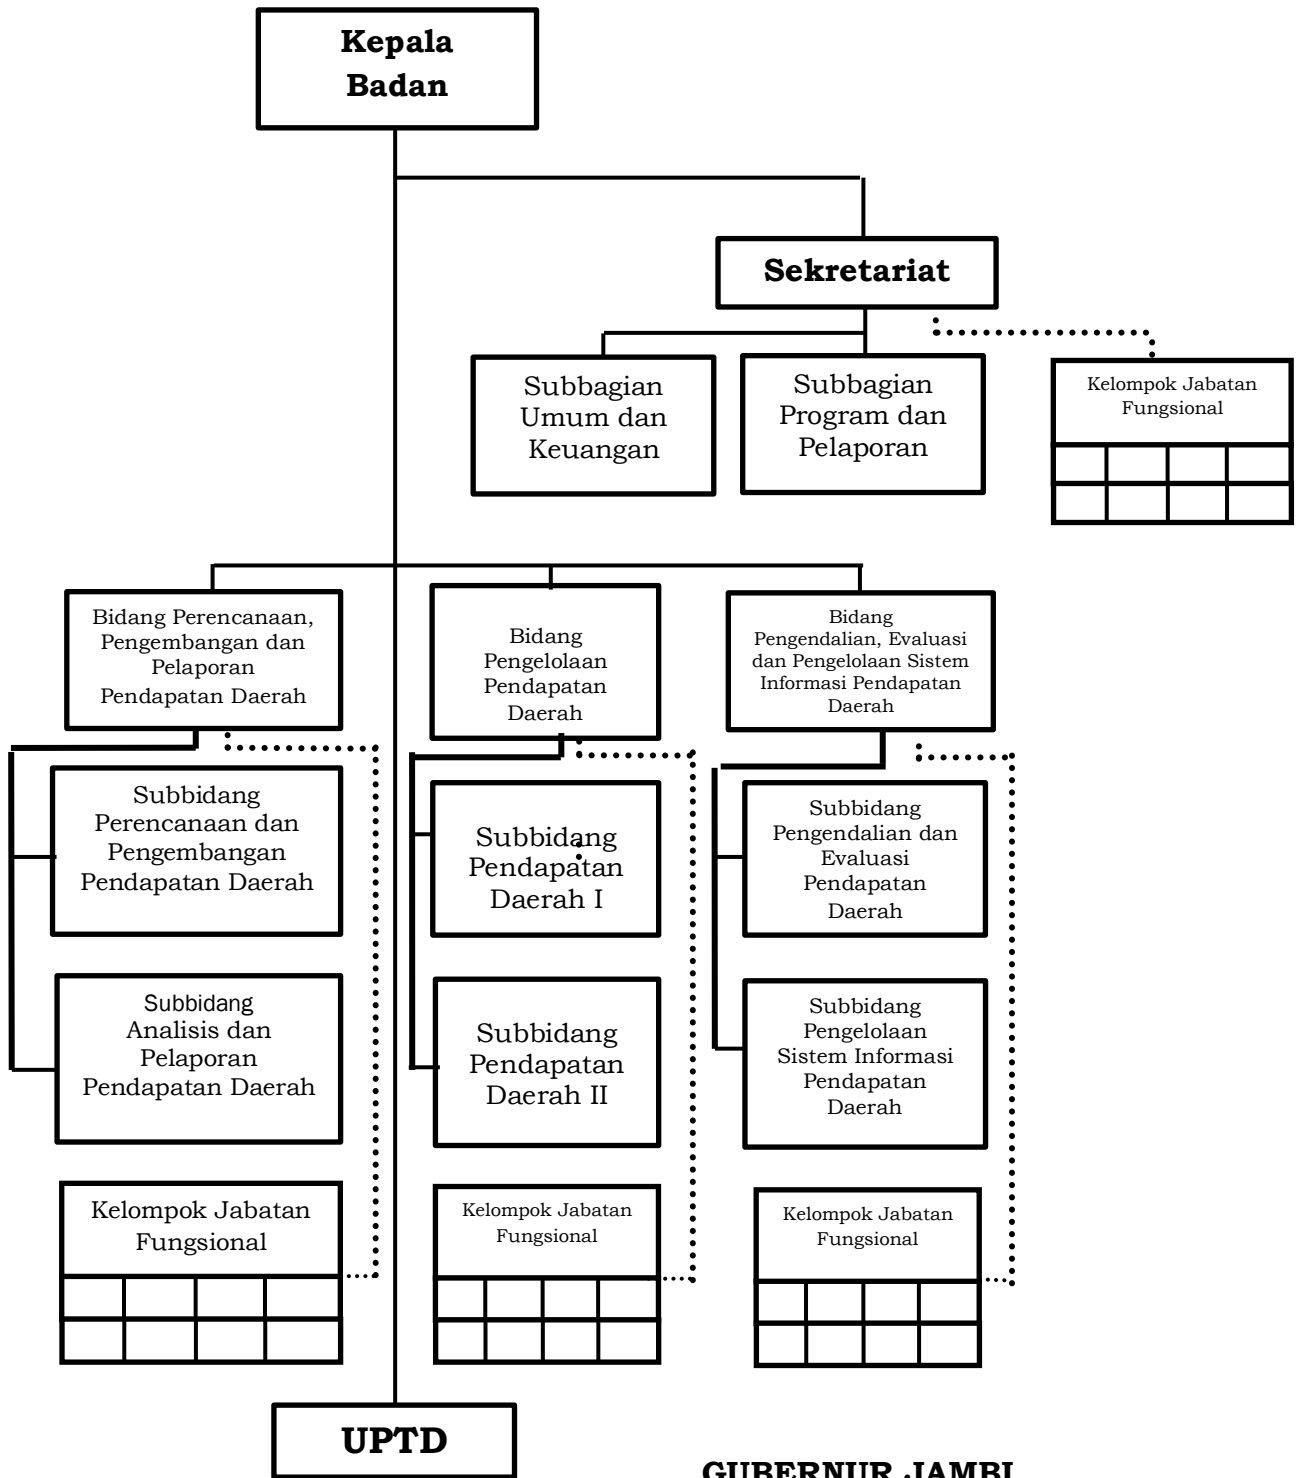 Kepala
Badan
Sekretariat
Subbagian
Umum dan
Keuangan
Subbagian
Program dan
Pelaporan
Kelompok Jabatan
Fungsional
Bidang Perencanaan,
Pengembangan dan
Pelaporan
Pendapatan Daerah
Bidang
Pengelolaan
Pendapatan
Daerah
Bidang
Pengendalian, Evaluasi
dan Pengelolaan Sistem
Informasi Pendapatan
Daerah
Subbidang
Perencanaan dan
Pengembangan
Pendapatan Daerah
Subbidang
Pendapatan
Daerah I
Subbidang
Pengendalian dan
Evaluasi
Pendapatan
Daerah
Subbidang
Analisis dan
Pelaporan
Pendapatan Daerah
Subbidang
Pendapatan
Daerah II
Subbidang
Pengelolaan
Sistem Informasi
Pendapatan
Daerah
Kelompok Jabatan
Fungsional
Kelompok Jabatan
Fungsional
Kelompok Jabatan
Fungsional
UPTD
GUBERNUR JAMBI